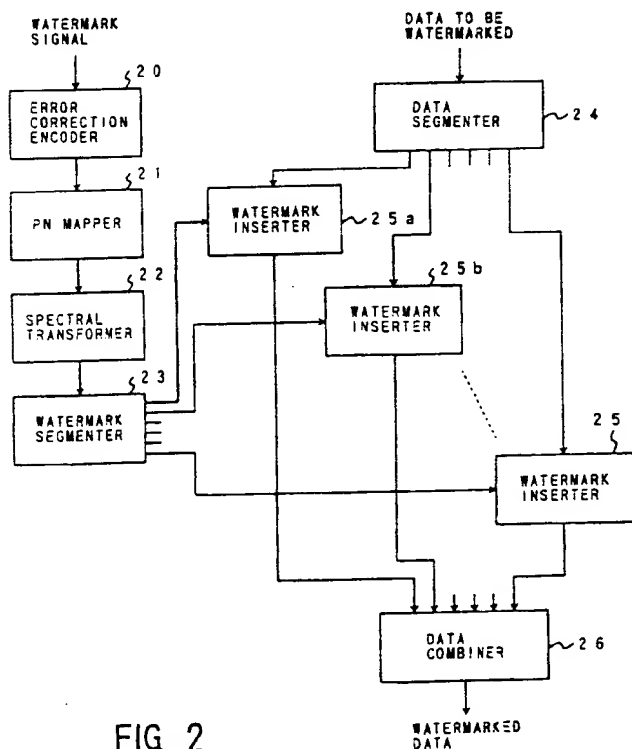 WATERMARK
SIGNAL
20
ERROR
CORRECTION
ENCODER
21
PN MAPPER
22
SPECTRAL
TRANSFORMER
23
WATERMARK
SEGMENTER
DATA TO BE
WATERMARKED
DATA
SEGMENTER
24
WATERMARK
INSERTER
25a
25b
WATERMARK
INSERTER
25
WATERMARK
INSERTER
DATA
COMBINER
26
WATERMARKED
DATA
FIG 2